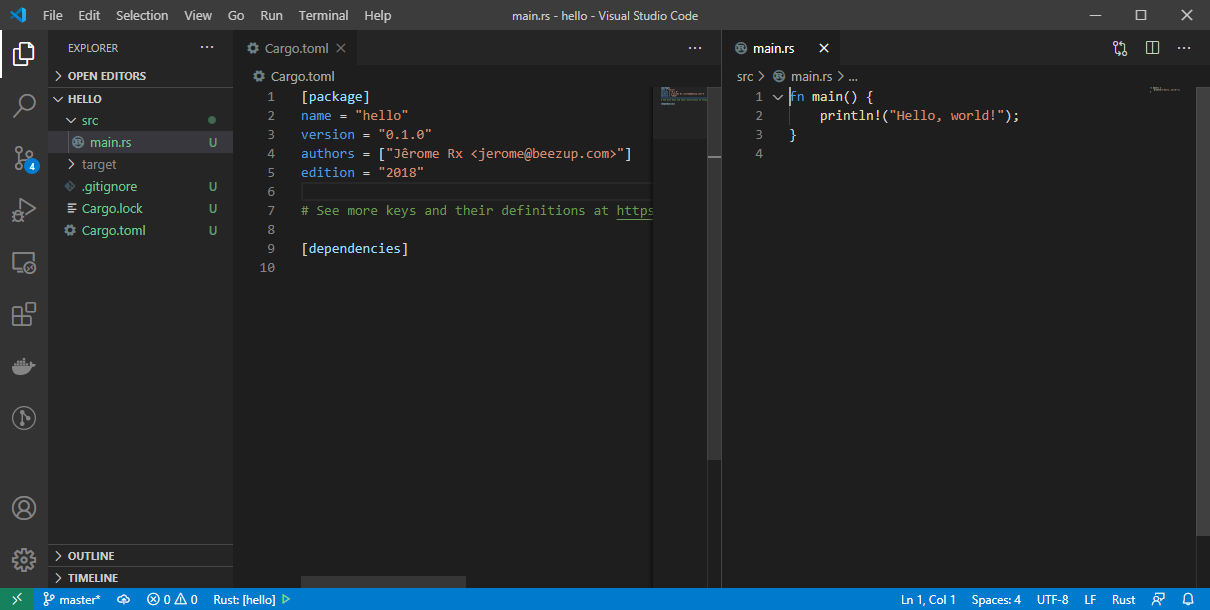 File Edit Selection View Go Run Terminal Help main.rs - hello - Visual Studio Code
EXPLORER
OPEN EDITORS
HELLO
src
main.rs U
target
.gitignore U
Cargo.lock U
Cargo.toml U
OUTLINE
TIMELINE
4
Cargo.toml
Cargo.toml
1 [package]
2 name = "hello"
3 version = "0.1.0"
4 authors = ["Jêrome Rx <jerome@beezup.com>"]
5 edition = "2018"
6
7 # See more keys and their definitions at https
8
9 [dependencies]
10
main.rs
src > main.rs > ...
1 fn main() {
2 println!("Hello, world!");
3 }
4
master* 0 0 Rust: [hello] Ln 1, Col 1 Spaces: 4 UTF-8 LF Rust